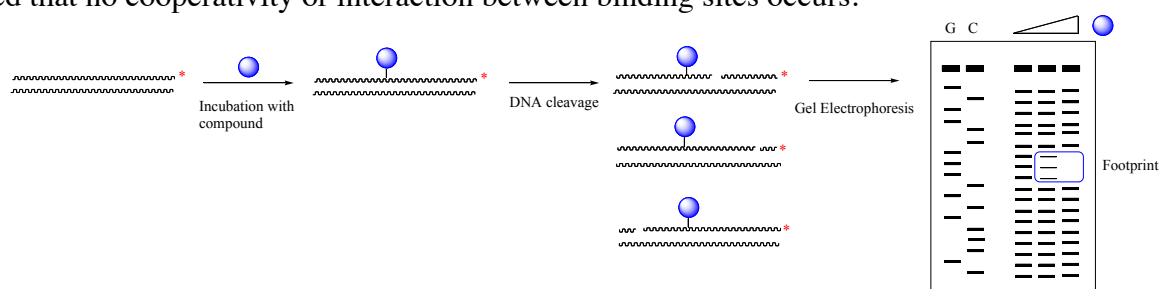 ed that no cooperativity or interaction between binding sites occurs.
G C
*
*
*
Incubation with
compound
DNA cleavage
Gel Electrophoresis
*
Footprint
*